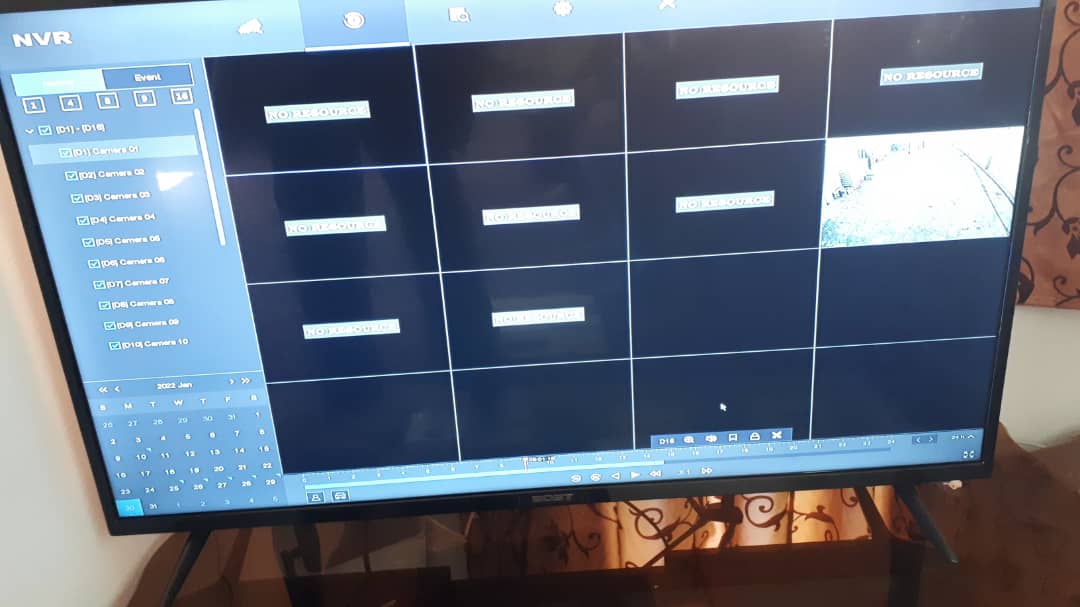 NVR
Event
1 4 8 9 16
[D1] - [D16]
[D1] Camera 01
[D2] Camera 02
[D3] Camera 03
[D4] Camera 04
[D5] Camera 05
[D6] Camera 06
[D7] Camera 07
[D8] Camera 08
[D9] Camera 09
[D10] Camera 10
NO RESOURCE
NO RESOURCE
NO RESOURCE
NO RESOURCE
NO RESOURCE
NO RESOURCE
NO RESOURCE
NO RESOURCE
NO RESOURCE
2022 Jan
S M T W T F S
26 27 28 29 30 31 1
2 3 4 5 6 7 8
9 10 11 12 13 14 15
16 17 18 19 20 21 22
23 24 25 26 27 28 29
30 31 1 2 3 4 5